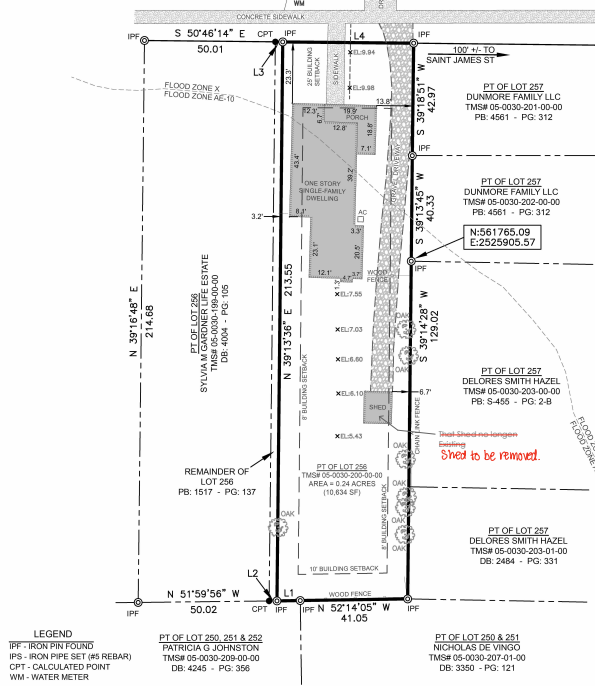 WM
CONCRETE SIDEWALK
IPF
S 50°46'14" E
50.01
CPT
IPF
L4
IPF
L3
100' +/- TO
SAINT JAMES ST
23.3'
25' BUILDING
SETBACK
SIDEWALK
EL:9.94
EL:9.98
13.8'
S 39°18'51" W
42.97
FLOOD ZONE X
FLOOD ZONE AE-10
PT OF LOT 257
DUNMORE FAMILY LLC
TMS# 05-0030-201-00-00
PB: 4561 - PG: 312
12.3'
19.9'
6.7'
PORCH
12.8'
18.8'
7.1'
IPF
43.4'
39.2'
GRAVEL DRIVEWAY
ONE STORY
SINGLE-FAMILY
DWELLING
PT OF LOT 257
DUNMORE FAMILY LLC
TMS# 05-0030-202-00-00
PB: 4561 - PG: 312
S 39°13'45" W
40.33
3.2'
8.1'
AC
3.3'
23.1'
20.5'
N:561765.09
E:2525905.57
12.1'
4.7'
3.7'
1.3'
WOOD
FENCE
IPF
N 39°16'48" E
214.68
PT OF LOT 256
SYLVIA M GARDNER LIFE ESTATE
TMS# 05-0030-199-00-00
DB: 4004 - PG: 105
N 39°13'36" E 213.55
EL:7.55
EL:7.03
EL:6.60
EL:6.10
EL:5.43
S 39°14'28" W
129.02
OAK
OAK
8' BUILDING SETBACK
6.7'
SHED
CHAIN LINK FENCE
PT OF LOT 257
DELORES SMITH HAZEL
TMS# 05-0030-203-00-00
PB: S-455 - PG: 2-B
FLOOD ZONE
That Shed no longer
Existing
Shed to be removed.
OAK
REMAINDER OF
LOT 256
PB: 1517 - PG: 137
PT OF LOT 256
TMS# 05-0030-200-00-00
AREA = 0.24 ACRES
(10,634 SF)
OAK
OAK
OAK
OAK
8' BUILDING SETBACK
PT OF LOT 257
DELORES SMITH HAZEL
TMS# 05-0030-203-01-00
DB: 2484 - PG: 331
10' BUILDING SETBACK
L2
L1
WOOD FENCE
IPF
N 51°59'56" W
50.02
CPT
IPF
IPF
N 52°14'05" W
41.05
IPF
LEGEND
IPF - IRON PIN FOUND
IPS - IRON PIPE SET (#5 REBAR)
CPT - CALCULATED POINT
WM - WATER METER
PT OF LOT 250, 251 & 252
PATRICIA G JOHNSTON
TMS# 05-0030-209-00-00
DB: 4245 - PG: 356
PT OF LOT 250 & 251
NICHOLAS DE VINGO
TMS# 05-0030-207-01-00
DB: 3350 - PG: 121